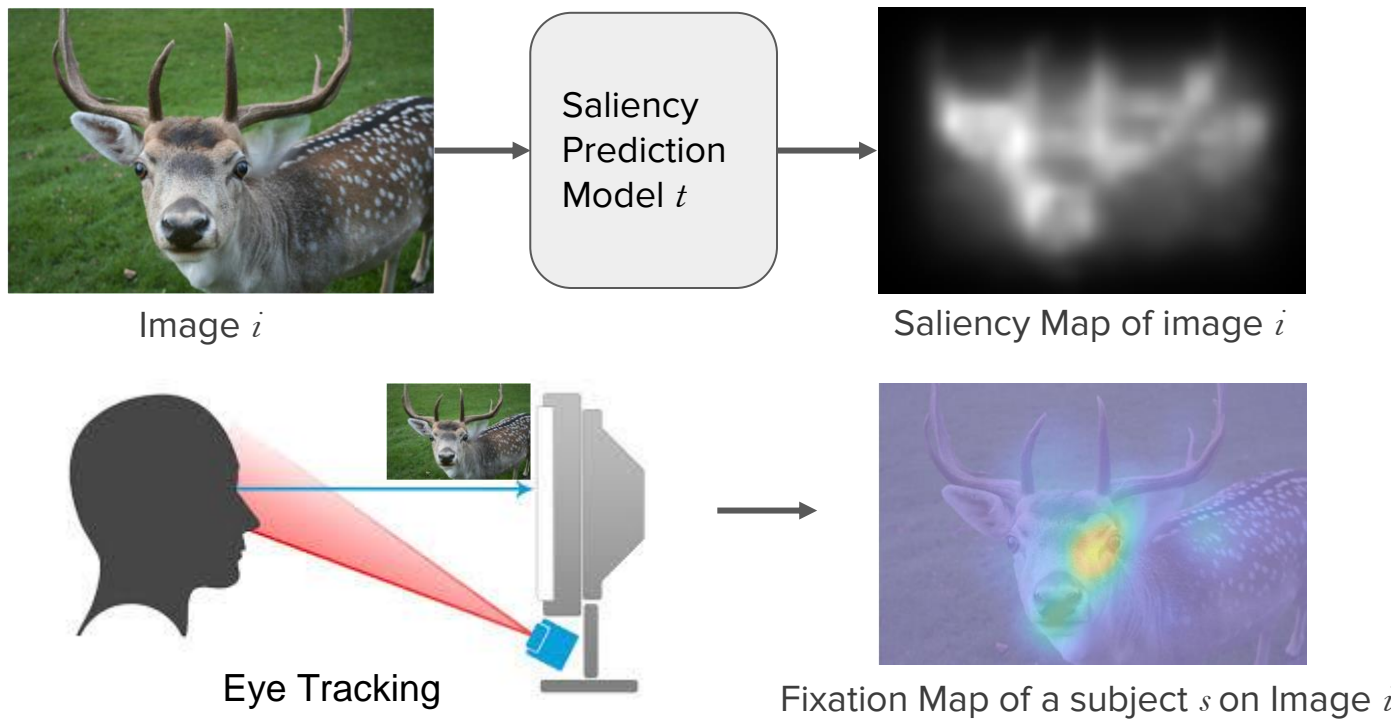 Saliency
Prediction
Model t
Image i
Saliency Map of image i
Eye Tracking
Fixation Map of a subject s on Image i